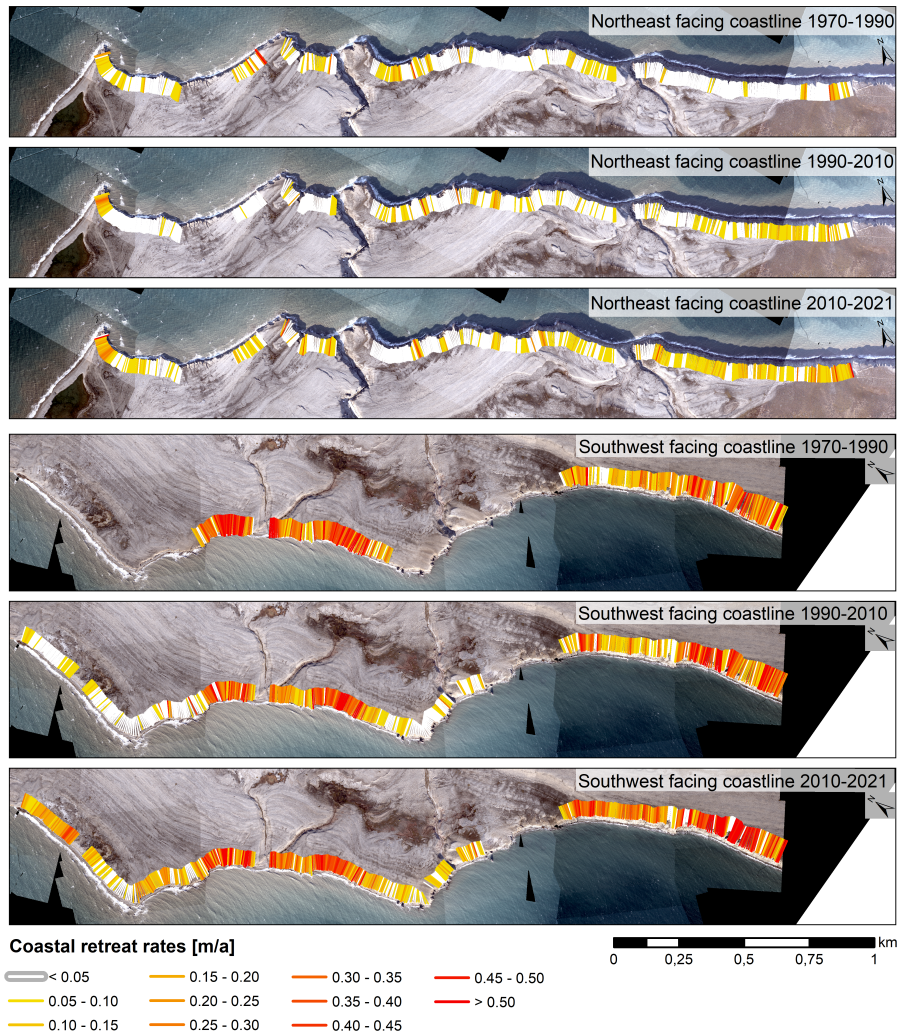 Northeast facing coastline 1970-1990
N
Northeast facing coastline 1990-2010
N
Northeast facing coastline 2010-2021
N
Southwest facing coastline 1970-1990
N
Southwest facing coastline 1990-2010
N
Southwest facing coastline 2010-2021
N
Coastal retreat rates [m/a]
< 0.05
0.15 - 0.20
0.30 - 0.35
0.45 - 0.50
0.05 - 0.10
0.20 - 0.25
0.35 - 0.40
> 0.50
0.10 - 0.15
0.25 - 0.30
0.40 - 0.45
km
0 0,25 0,5 0,75 1